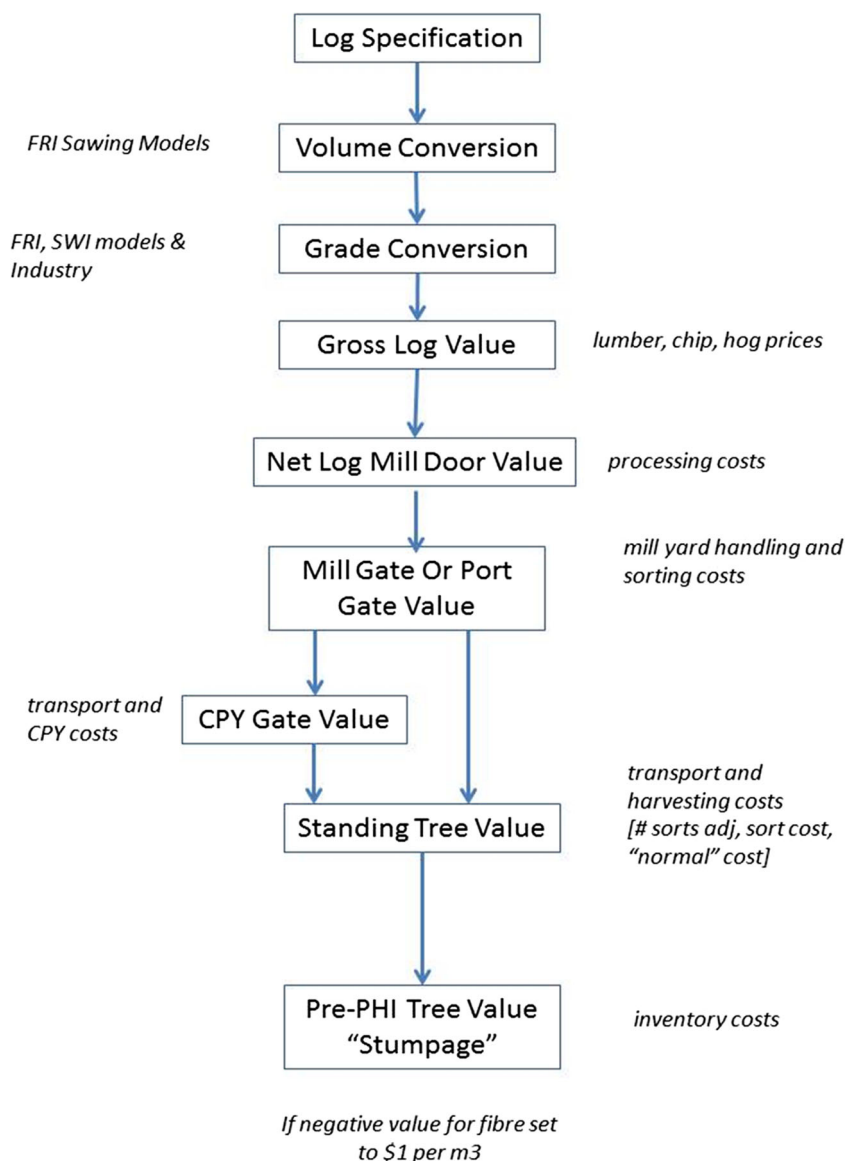 Log Specification
FRI Sawing Models
Volume Conversion
FRI, SWI models &
Industry
Grade Conversion
Gross Log Value
lumber, chip, hog prices
Net Log Mill Door Value
processing costs
Mill Gate Or Port
Gate Value
mill yard handling and
sorting costs
transport and
CPY costs
CPY Gate Value
Standing Tree Value
transport and
harvesting costs
[# sorts adj, sort cost,
“normal” cost]
Pre-PHI Tree Value
“Stumpage”
inventory costs
If negative value for fibre set
to $1 per m3